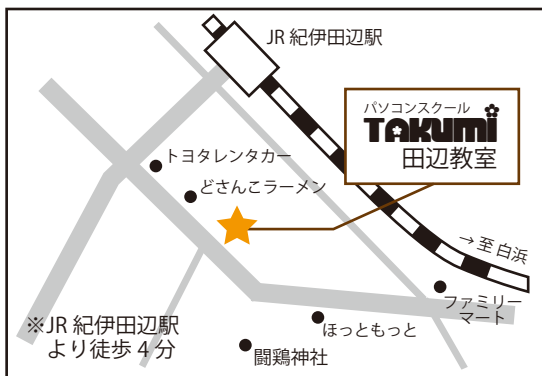 JR 紀伊田辺駅
パソコンスクール
TAKUMI
田辺教室
トヨタレンタカー
どさんこラーメン
→至 白浜
ファミリー
マート
※JR 紀伊田辺駅
より徒歩 4 分
ほっともっと
闘鶏神社